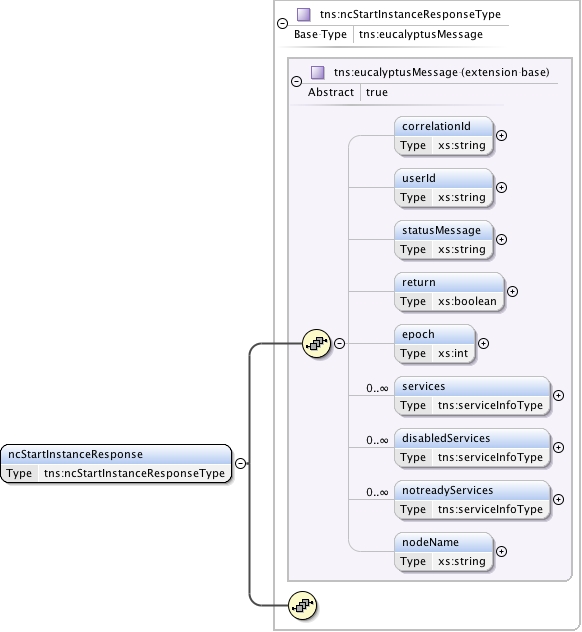 tns:ncStartInstanceResponseType
Base Type tns:eucalyptusMessage
tns:eucalyptusMessage (extension base)
Abstract true
correlationId
Type xs:string
userId
Type xs:string
statusMessage
Type xs:string
return
Type xs:boolean
epoch
Type xs:int
0..∞ services
Type tns:serviceInfoType
0..∞ disabledServices
Type tns:serviceInfoType
0..∞ notreadyServices
Type tns:serviceInfoType
nodeName
Type xs:string
ncStartInstanceResponse
Type tns:ncStartInstanceResponseType